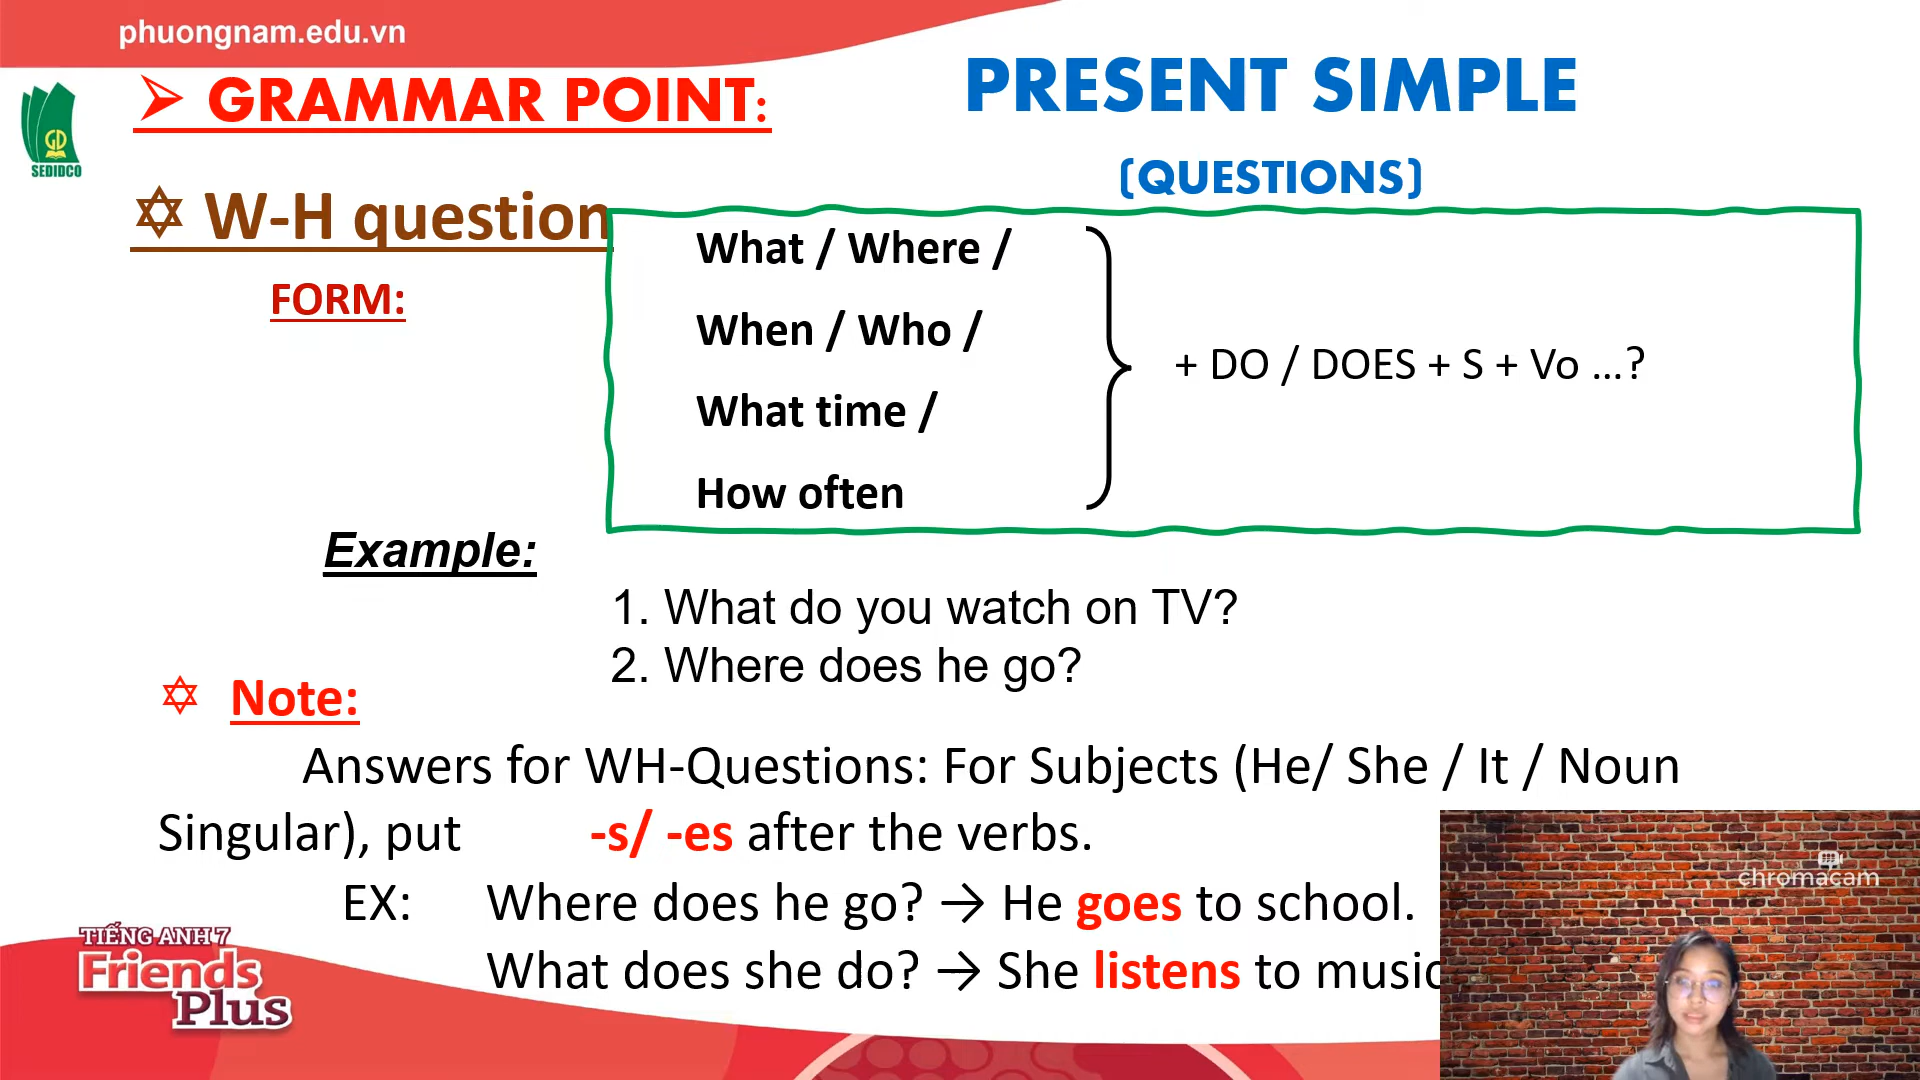 phuongnam.edu.vn
GRAMMAR POINT:
PRESENT SIMPLE
(QUESTIONS)
GD
SEDIDCO
W-H question
FORM:
What / Where /
When / Who /
What time /
How often
+ DO / DOES + S + Vo ...?
Example:
1. What do you watch on TV?
2. Where does he go?
Note:
Answers for WH-Questions: For Subjects (He/ She / It / Noun
Singular), put -s/ -es after the verbs.
EX: Where does he go? → He goes to school.
What does she do? → She listens to music
chromacam
TIẾNG ANH 7
Friends
Plus